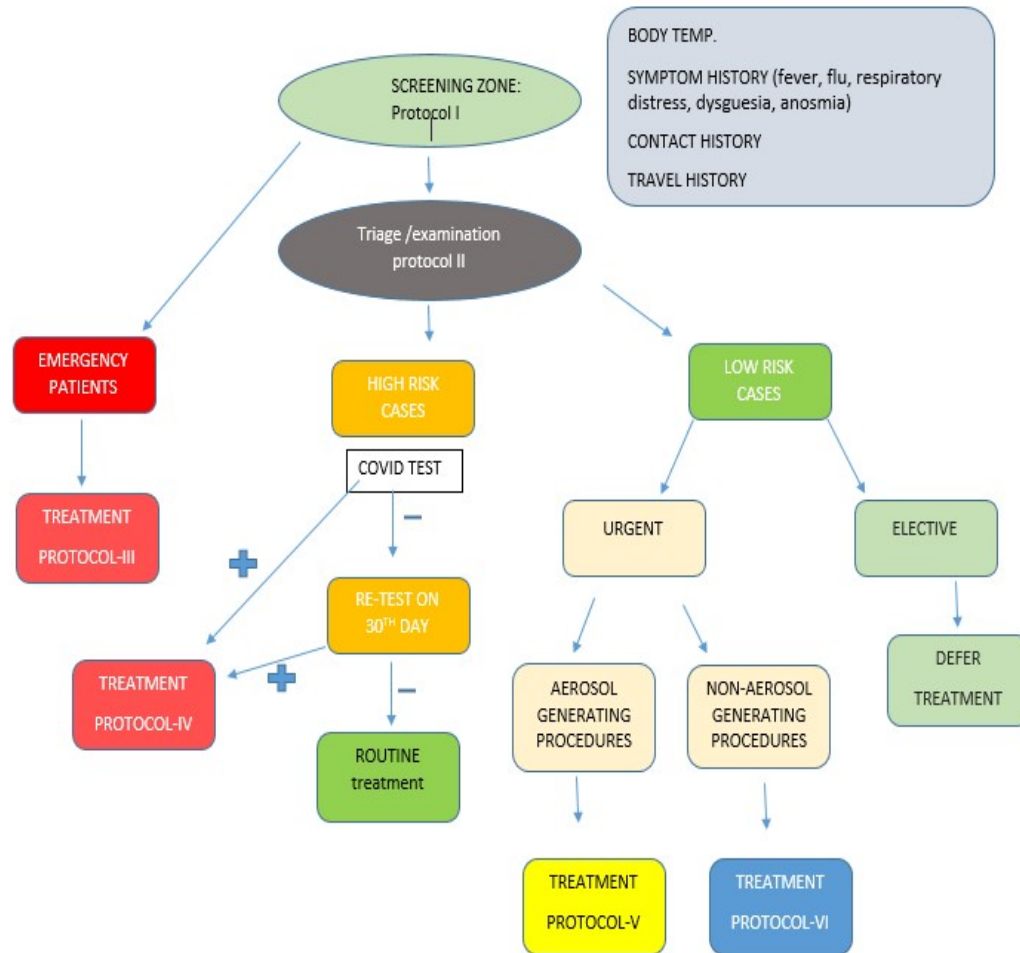 BODY TEMP.
SYMPTOM HISTORY (fever, flu, respiratory
distress, dysguesia, anosmia)
CONTACT HISTORY
TRAVEL HISTORY
SCREENING ZONE:
Protocol I
Triage /examination
protocol II
EMERGENCY
PATIENTS
HIGH RISK
CASES
LOW RISK
CASES
COVID TEST
TREATMENT
PROTOCOL-III
URGENT
ELECTIVE
RE-TEST ON
30TH DAY
TREATMENT
PROTOCOL-IV
AEROSOL
GENERATING
PROCEDURES
NON-AEROSOL
GENERATING
PROCEDURES
DEFER
TREATMENT
ROUTINE
treatment
TREATMENT
PROTOCOL-V
TREATMENT
PROTOCOL-VI